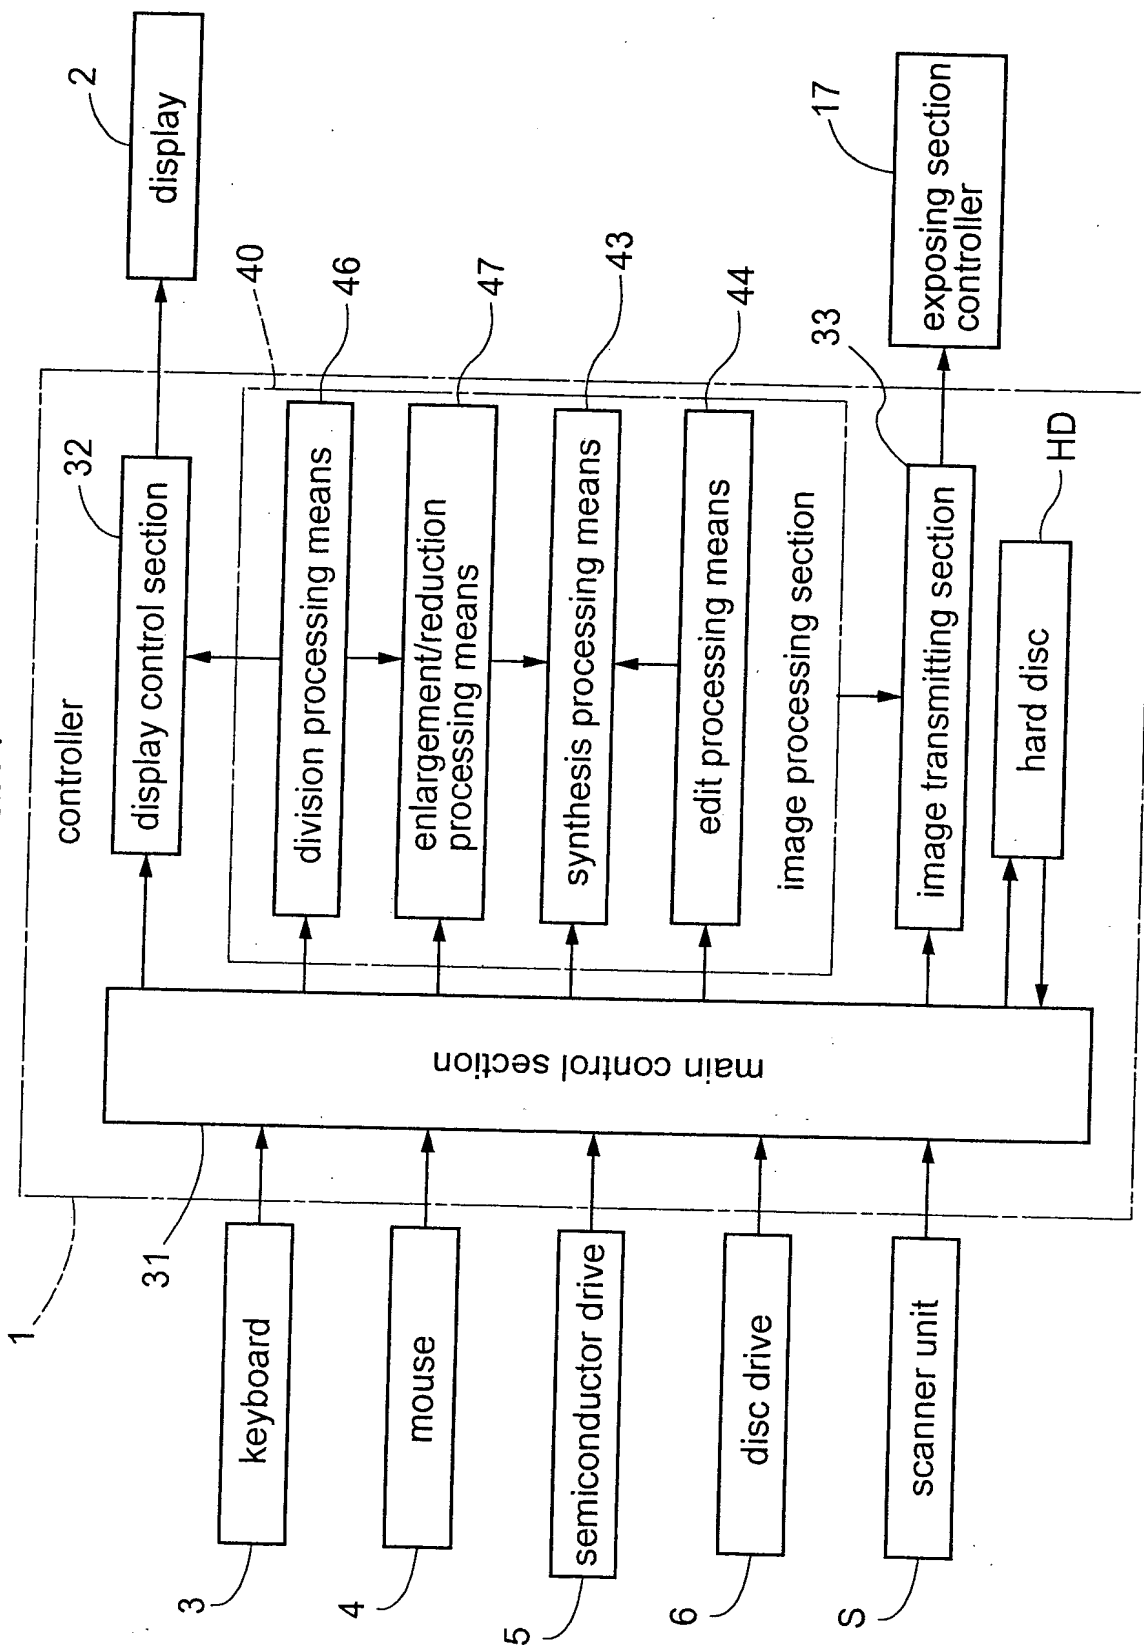 controller
1
31
3
keyboard
4
mouse
5
semiconductor drive
6
disc drive
S
scanner unit
main control section
32
display control section
2
display
40
46
division processing means
47
enlargement/reduction
processing means
43
synthesis processing means
44
edit processing means
image processing section
33
image transmitting section
17
exposing section
controller
HD
hard disc